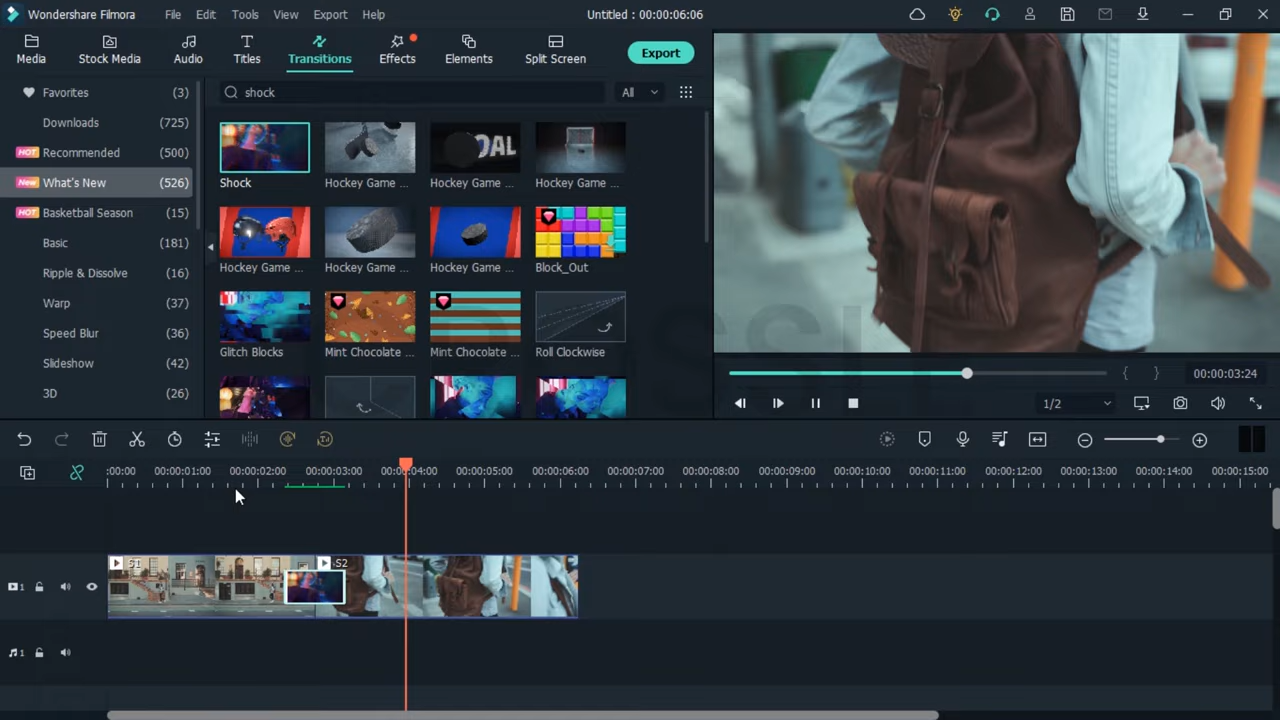 Wondershare Filmora File Edit Tools View Export Help Untitled : 00:00:06:06
Media Stock Media Audio Titles Transitions Effects Elements Split Screen Export
Favorites (3)
Downloads (725)
HOT Recommended (500)
New What's New (526)
HOT Basketball Season (15)
Basic (181)
Ripple & Dissolve (16)
Warp (37)
Speed Blur (36)
Slideshow (42)
3D (26)
shock All
OAL
Shock Hockey Game ... Hockey Game ... Hockey Game ...
Hockey Game ... Hockey Game ... Hockey Game ... Block_Out
Glitch Blocks Mint Chocolate ... Mint Chocolate ... Roll Clockwise
{ } 00:00:03:24
1/2
:00:00 00:00:01:00 00:00:02:00 00:00:03:00 00:00:04:00 00:00:05:00 00:00:06:00 00:00:07:00 00:00:08:00 00:00:09:00 00:00:10:00 00:00:11:00 00:00:12:00 00:00:13:00 00:00:14:00 00:00:15:00
S1 S2
1
1